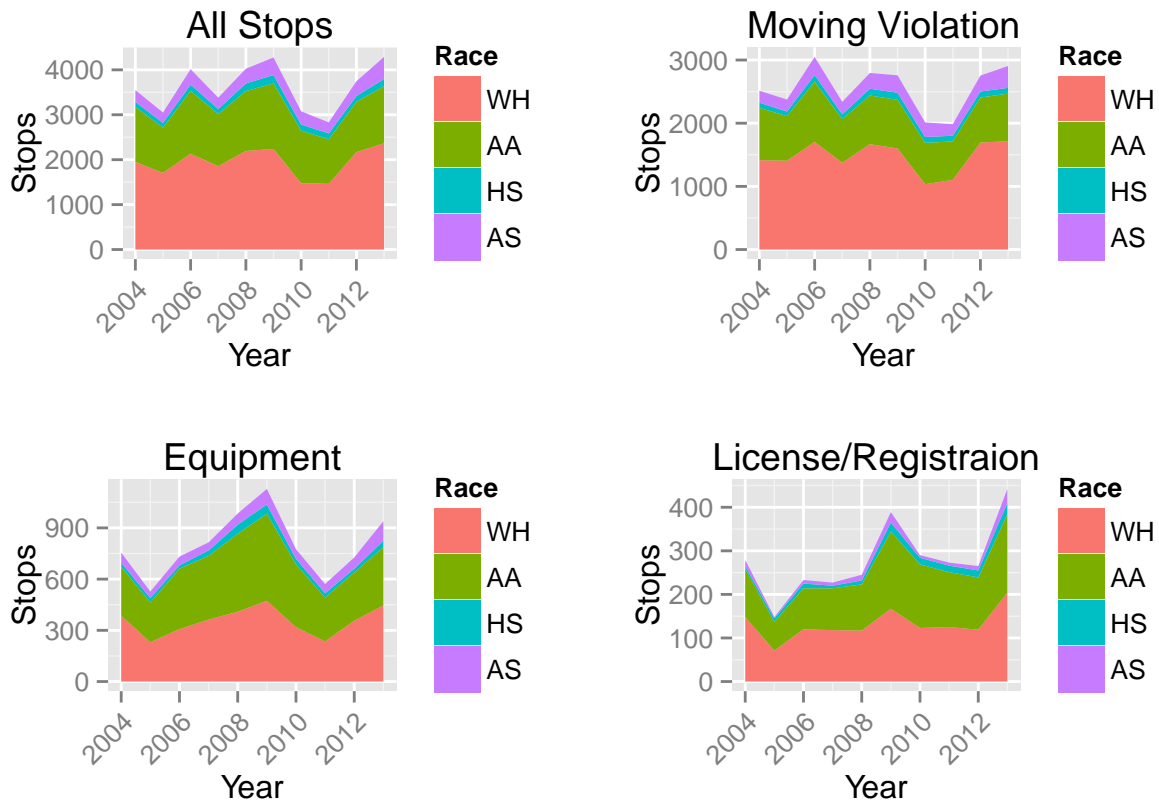 All Stops
Stops
4000
3000
2000
1000
0
2004
2006
2008
2010
2012
Year
Race
WH
AA
HS
AS
Moving Violation
Stops
3000
2000
1000
0
2004
2006
2008
2010
2012
Year
Race
WH
AA
HS
AS
Equipment
Stops
900
600
300
0
2004
2006
2008
2010
2012
Year
Race
WH
AA
HS
AS
License/Registraion
Stops
400
300
200
100
0
2004
2006
2008
2010
2012
Year
Race
WH
AA
HS
AS